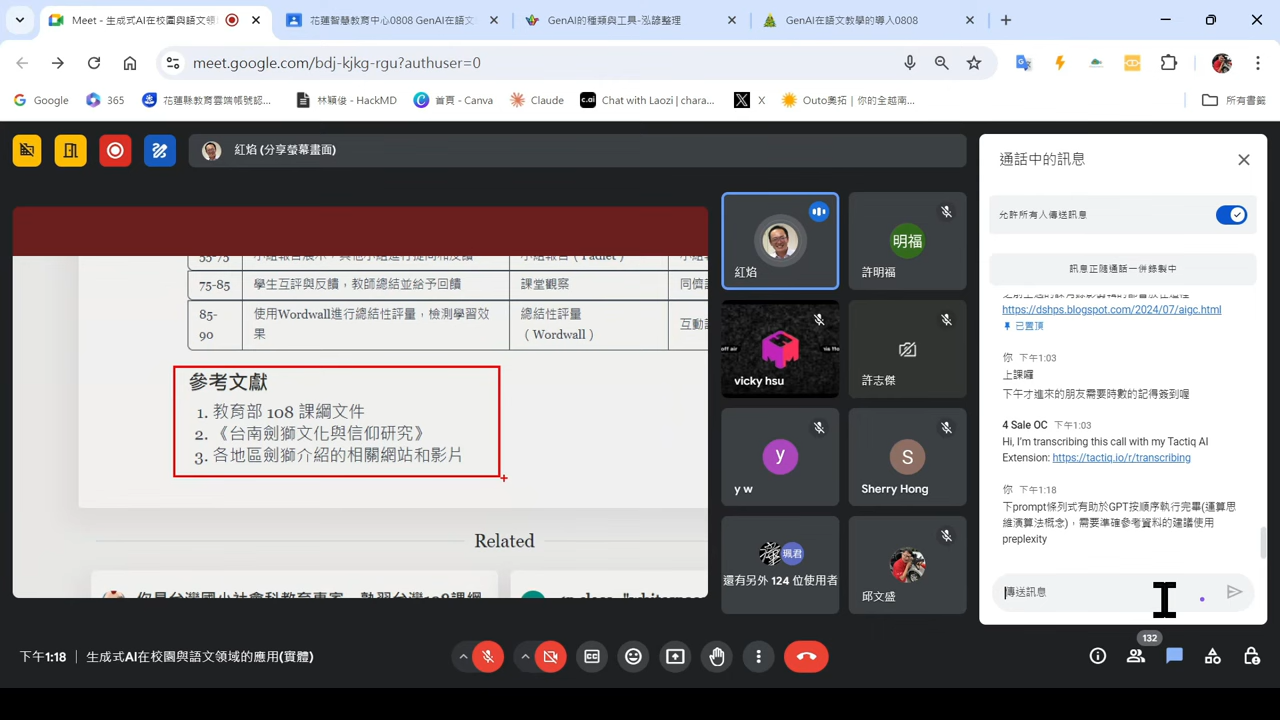 Meet - 生成式AI在校園與語文領
花蓮智慧教育中心0808 GenAI在語文
GenAI的種類與工具-泓諺整理
GenAI在語文教學的導入0808
meet.google.com/bdj-kjkg-rgu?authuser=0
Google
365
花蓮縣教育雲端帳號認...
林穎俊 - HackMD
首頁 - Canva
Claude
c.ai
Chat with Laozi | chara...
X
Outo奧拓｜你的全越南...
所有書籤
紅焰 (分享螢幕畫面)
75-85
學生互評與反饋，教師總結並給予回饋
課堂觀察
同儕
85-
90
使用Wordwall進行總結性評量，檢測學習效
果
總結性評量
（Wordwall）
互動
參考文獻
1. 教育部 108 課綱文件
2. 《台南劍獅文化與信仰研究》
3. 各地區劍獅介紹的相關網站和影片
Related
紅焰
明福
許明福
vicky hsu
許志傑
y
y w
S
Sherry Hong
珮君
還有另外 124 位使用者
邱文盛
通話中的訊息
允許所有人傳送訊息
訊息正隨通話一併錄製中
https://dshps.blogspot.com/2024/07/aigc.html
已置頂
你 下午1:03
上課囉
下午才進來的朋友需要時數的記得簽到喔
4 Sale OC 下午1:03
Hi, I'm transcribing this call with my Tactiq AI
Extension: https://tactiq.io/r/transcribing
你 下午1:18
下prompt條列式有助於GPT按順序執行完畢(運算思
維演算法概念)，需要準確參考資料的建議使用
preplexity
傳送訊息
下午1:18
生成式AI在校園與語文領域的應用(實體)
132